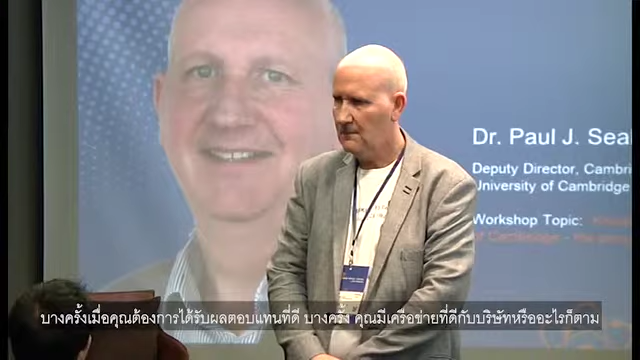 Dr. Paul J. Sea
Deputy Director, Cambri
University of Cambridge
Workshop Topic:
of Cambridge - the
บางครั้งเมื่อคุณต้องการได้รับผลตอบแทนที่ดี บางครั้ง คุณมีเครือข่ายที่ดีกับบริษัทหรืออะไรก็ตาม